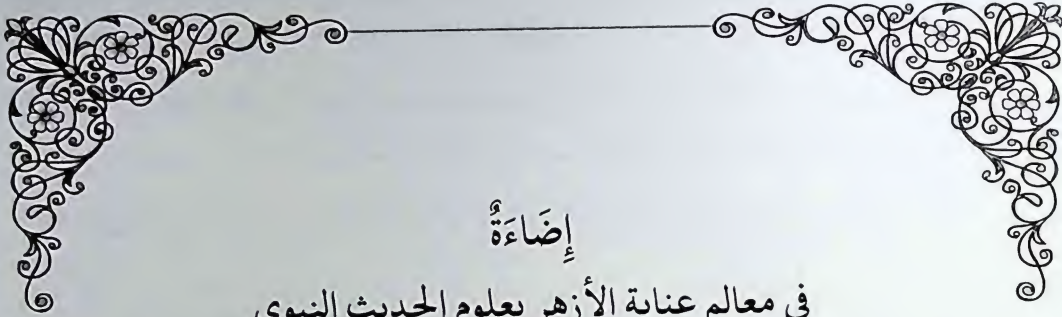 إِضَاءَةٌ
في معالم عناية الأزهر بعلوم الحديث النبوي